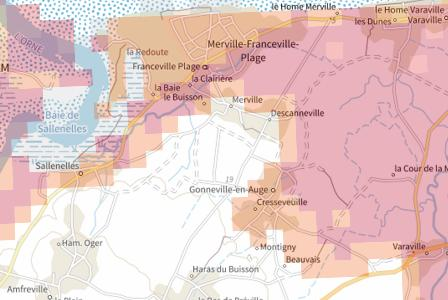 le Home Merville
le Home Varaville
les Dunes
Varaville
L'ORNE
la Redoute
Merville-Franceville-
Plage
Franceville Plage
M
la Clairière
la Baie
le Buisson
Merville
Descanneville
Baie de
Sallenelles
Sallenelles
la Cour de la M
19
Gonneville-en-Auge
Cresseveuille
Ham. Oger
Montigny
Varaville
Beauvais
Haras du Buisson
Amfreville